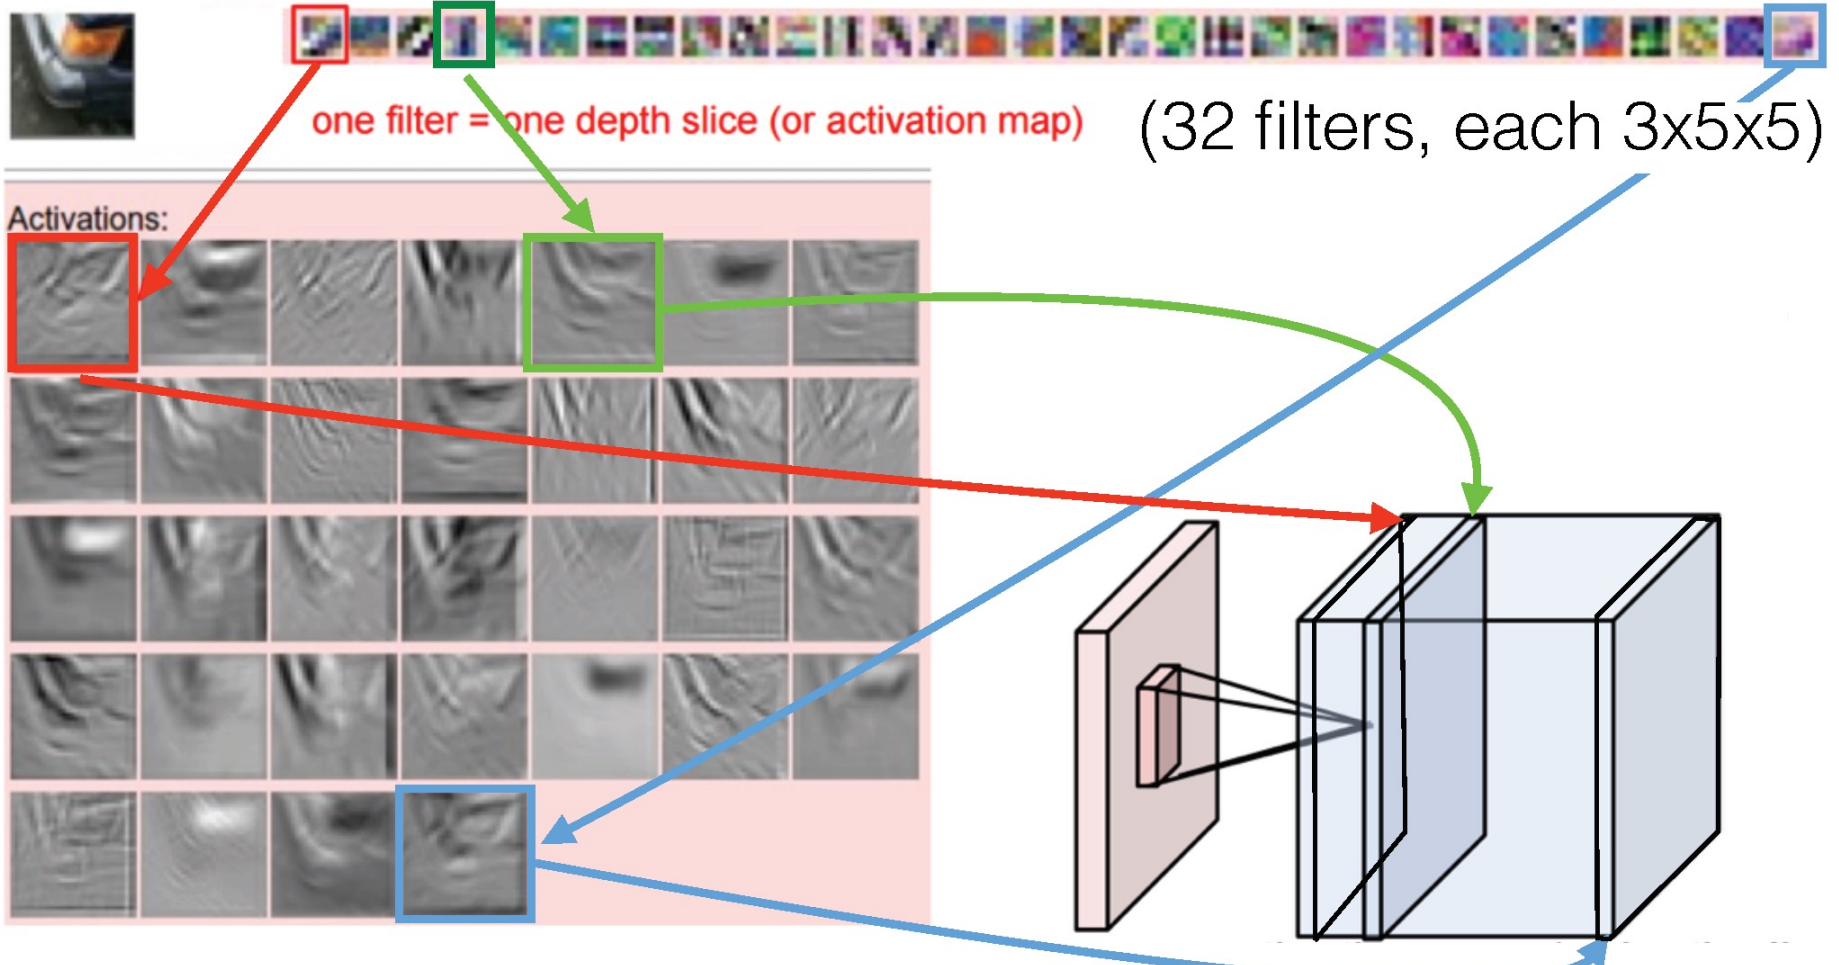 one filter = one depth slice (or activation map)
(32 filters, each 3x5x5)
Activations: